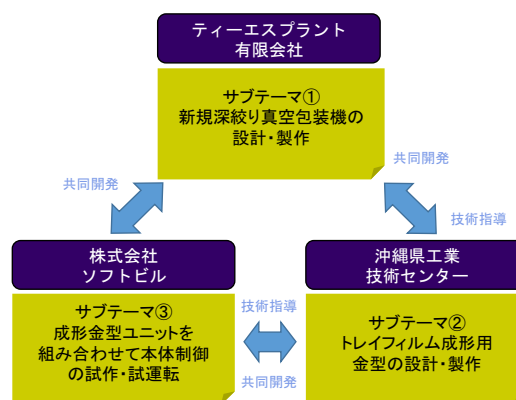 ティーエスプラント
有限会社
サブテーマ①
新規深絞り真空包装機の
設計・製作
共同開発
共同開発
技術指導
株式会社
ソフトビル
沖縄県工業
技術センター
サブテーマ③
成形金型ユニットを
組み合わせて本体制御
の試作・試運転
技術指導
共同開発
サブテーマ②
トレイフィルム成形用
金型の設計・製作